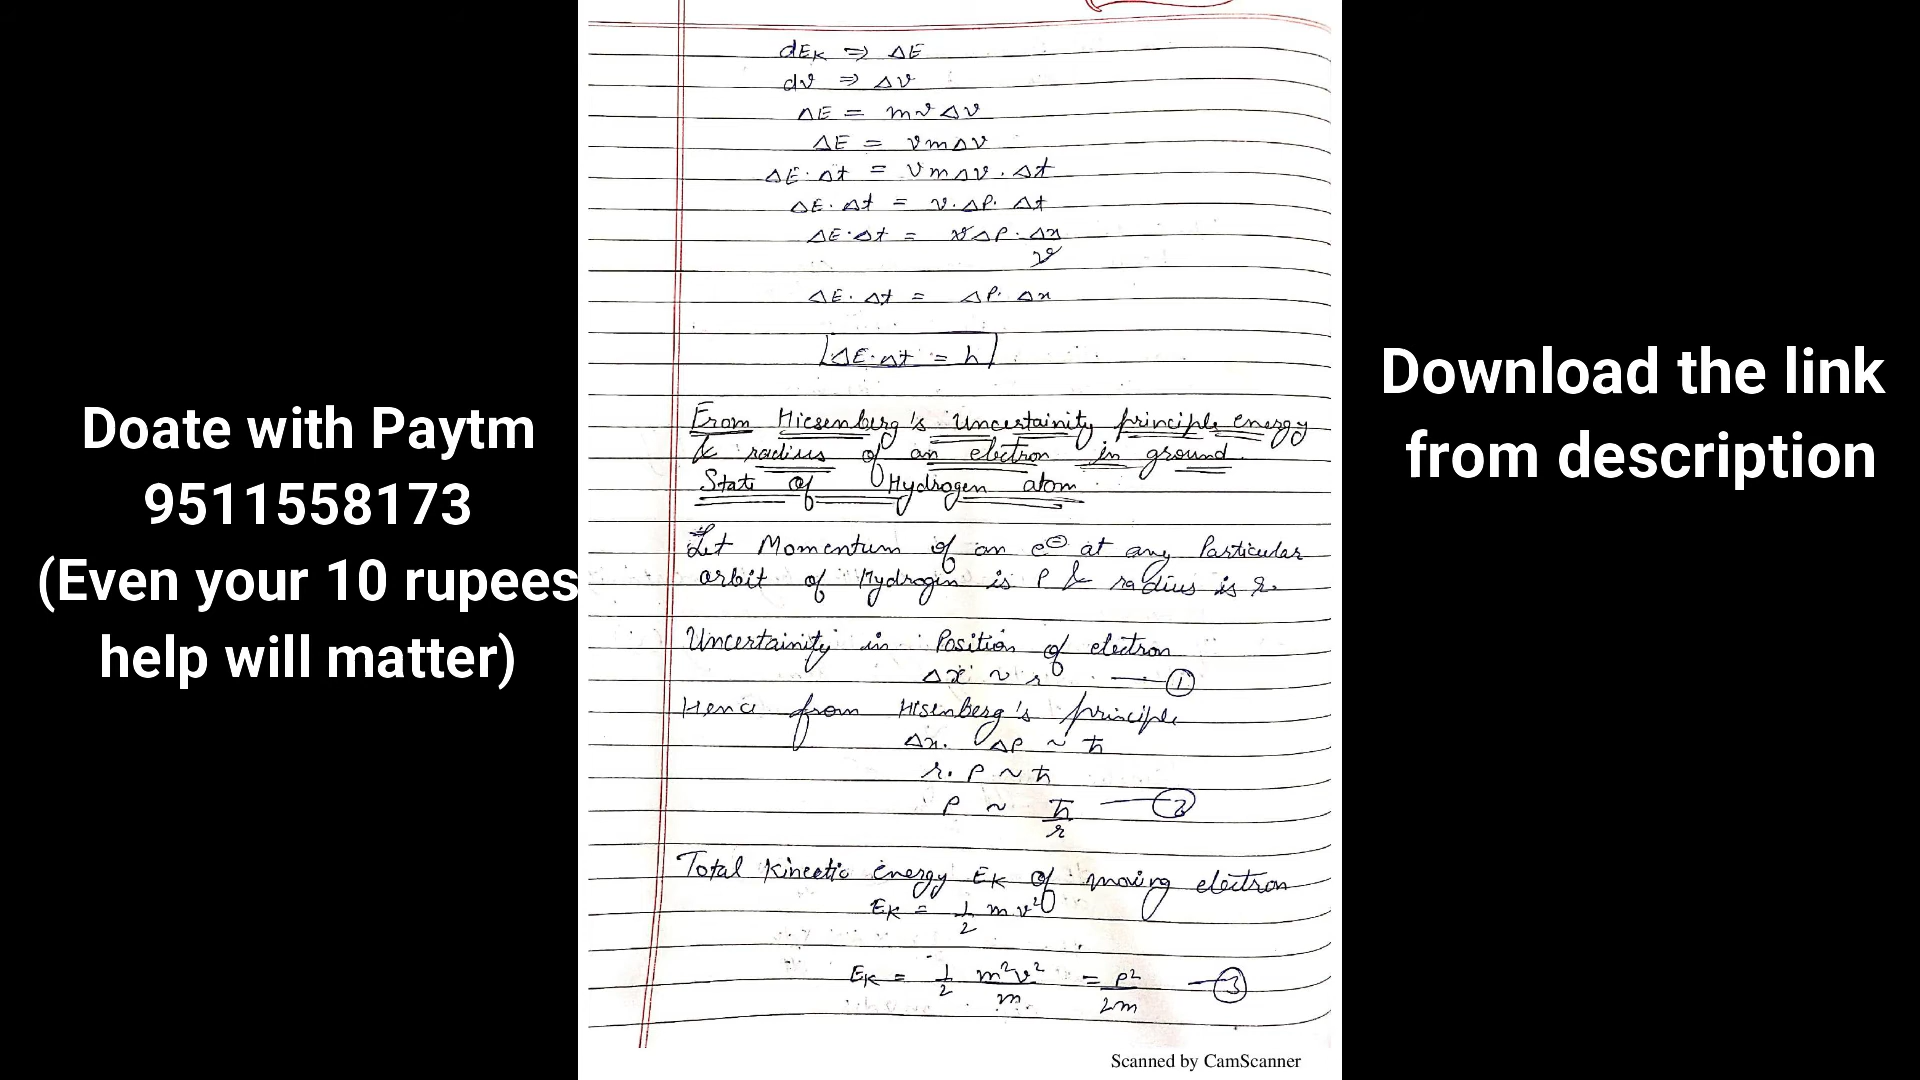 Doate with Paytm
9511558173
(Even your 10 rupees
help will matter)
dEk ⇒ ΔE
dv ⇒ Δv
ΔE = mvΔv
ΔE = vmΔv
ΔE·Δt = vmΔv.Δt
ΔE.Δt = v.ΔP.Δt
ΔE·Δt = vΔP.Δx/v
ΔE.Δt = ΔP.Δx
ΔE·Δt = h
From Hiesenberg's Uncertainity principle energy
& radius of an electron in ground
State of Hydrogen atom
Let Momentum of an e⊖ at any Particular
orbit of Hydrogen is P & radius is r.
Uncertainity in Position of electron
Δx ~ r —①
Hence from Hisenberg's principle
Δx. ΔP ~ ħ
r. P ~ ħ
P ~ ħ/r —②
Total Kineetic energy Ek of moving electron
Ek = 1/2 mv²
Ek = 1/2 m²v²/m = P²/2m —③
Scanned by CamScanner
Download the link
from description